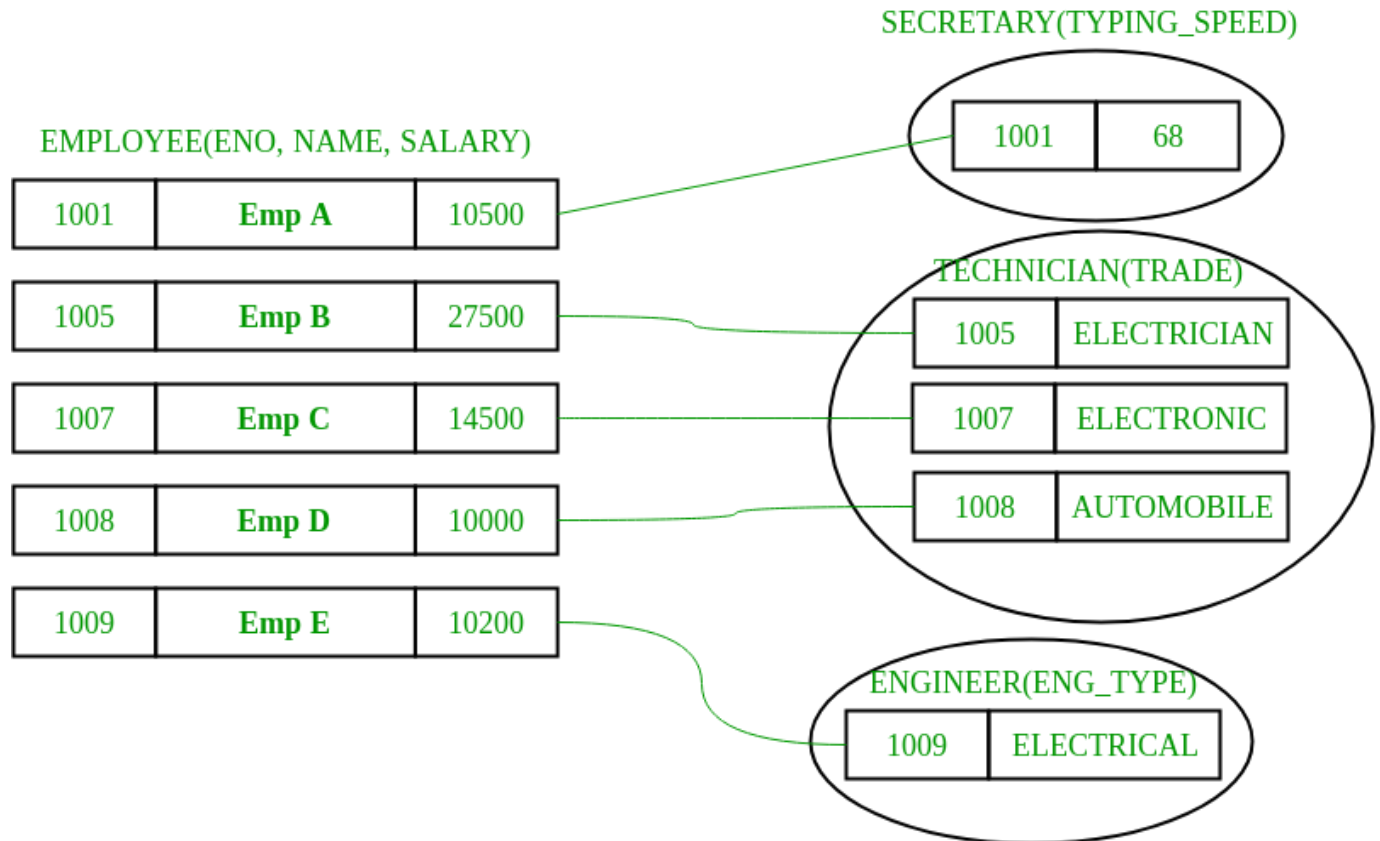 SECRETARY(TYPING_SPEED)
1001 68
EMPLOYEE(ENO, NAME, SALARY)
1001 Emp A 10500
1005 Emp B 27500
1007 Emp C 14500
1008 Emp D 10000
1009 Emp E 10200
TECHNICIAN(TRADE)
1005 ELECTRICIAN
1007 ELECTRONIC
1008 AUTOMOBILE
ENGINEER(ENG_TYPE)
1009 ELECTRICAL